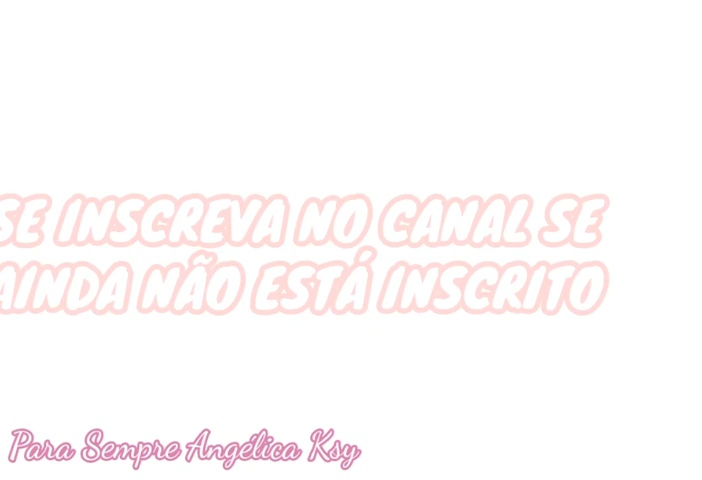 SE INSCREVA NO CANAL SE
AINDA NÃO ESTÁ INSCRITO
Para Sempre Angélica Ksy